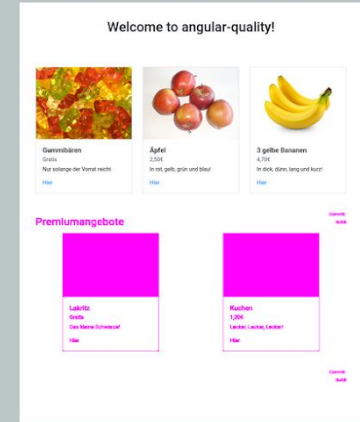 Welcome to angular-quality!
Gummibären
Gratis
Nur solange der Vorrat reicht
Hier
Äpfel
2,50€
In rot, gelb, grün und blau!
Hier
3 gelbe Bananen
4,70€
In dick, dünn, lang und kurz!
Hier
Premiumangebote
Lakritz
Gratis
Das kleine Schwarze!
Hier
Kuchen
1,20€
Lecker, Lecker, Lecker!
Hier